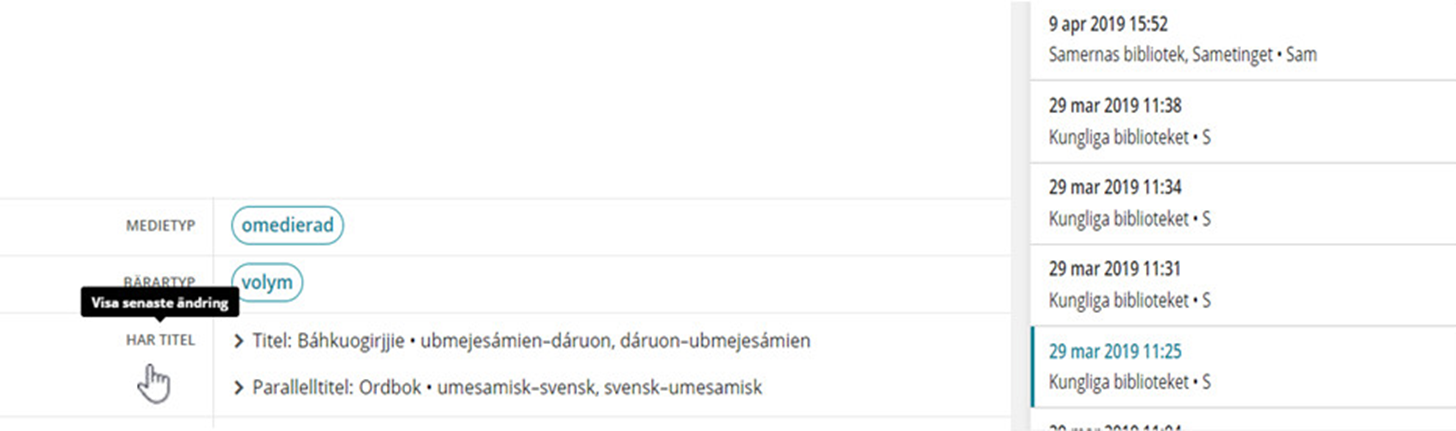 MEDIETYP
omedierad
BÄRARTYP
volym
Visa senaste ändring
HAR TITEL
Titel: Báhkuogirjjie • ubmejesámien–dáruon, dáruon–ubmejesámien
Parallelltitel: Ordbok • umesamisk–svensk, svensk–umesamisk
9 apr 2019 15:52
Samernas bibliotek, Sametinget • Sam
29 mar 2019 11:38
Kungliga biblioteket • S
29 mar 2019 11:34
Kungliga biblioteket • S
29 mar 2019 11:31
Kungliga biblioteket • S
29 mar 2019 11:25
Kungliga biblioteket • S